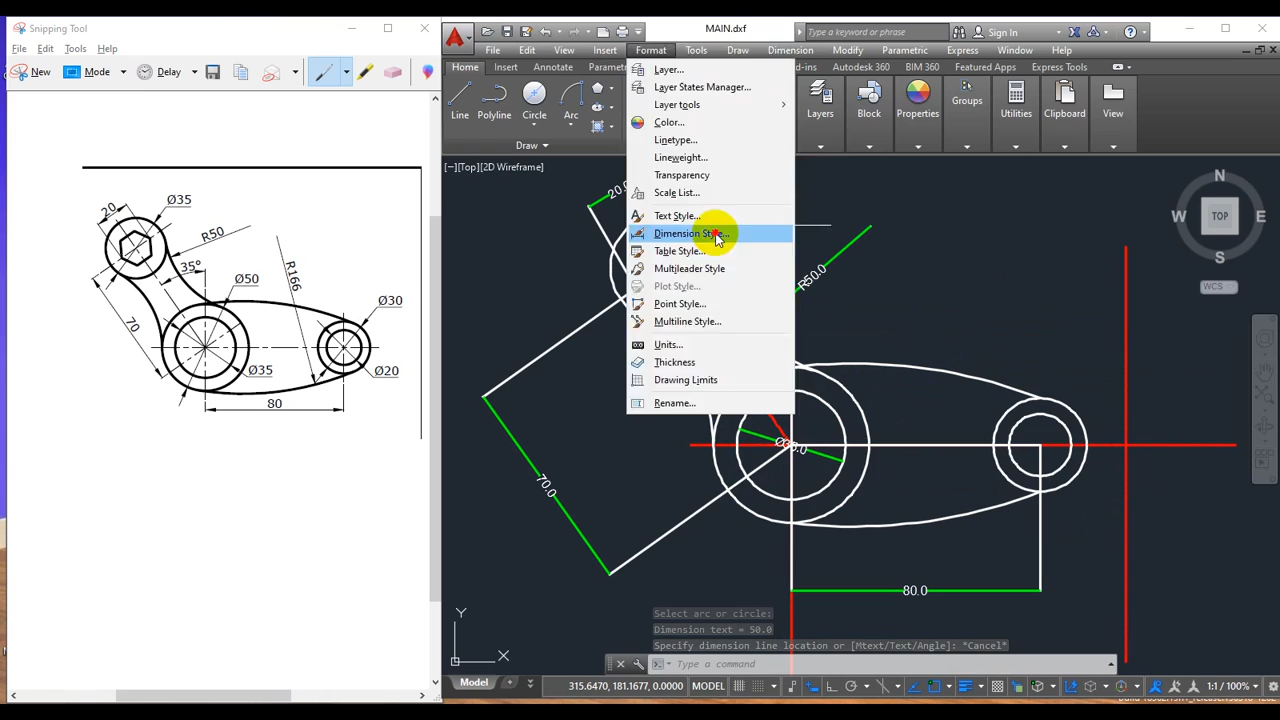 Snipping Tool
File Edit Tools Help
New Mode Delay
20
Ø35
R50
35°
Ø50
R166
Ø30
70
Ø35
Ø20
80
MAIN.dxf
Type a keyword or phrase
Sign In
File Edit View Insert Format Tools Draw Dimension Modify Parametric Express Window Help
Home Insert Annotate Autodesk 360 BIM 360 Featured Apps Express Tools
Line Polyline Circle Arc
Layers Block Properties Groups Utilities Clipboard View
Draw
Layer...
Layer States Manager...
Layer tools
Color...
Linetype...
Lineweight...
Transparency
Scale List...
Text Style...
Dimension Style...
Table Style...
Multileader Style
Plot Style...
Point Style...
Multiline Style...
Units...
Thickness
Drawing Limits
Rename...
[−][Top][2D Wireframe]
N
W TOP E
S
WCS
R50.0
70.0
80.0
Y
X
Select arc or circle:
Dimension text = 50.0
Specify dimension line location or [Mtext/Text/Angle]: *Cancel*
Type a command
Model
315.6470, 181.1677, 0.0000 MODEL
1:1 / 100%